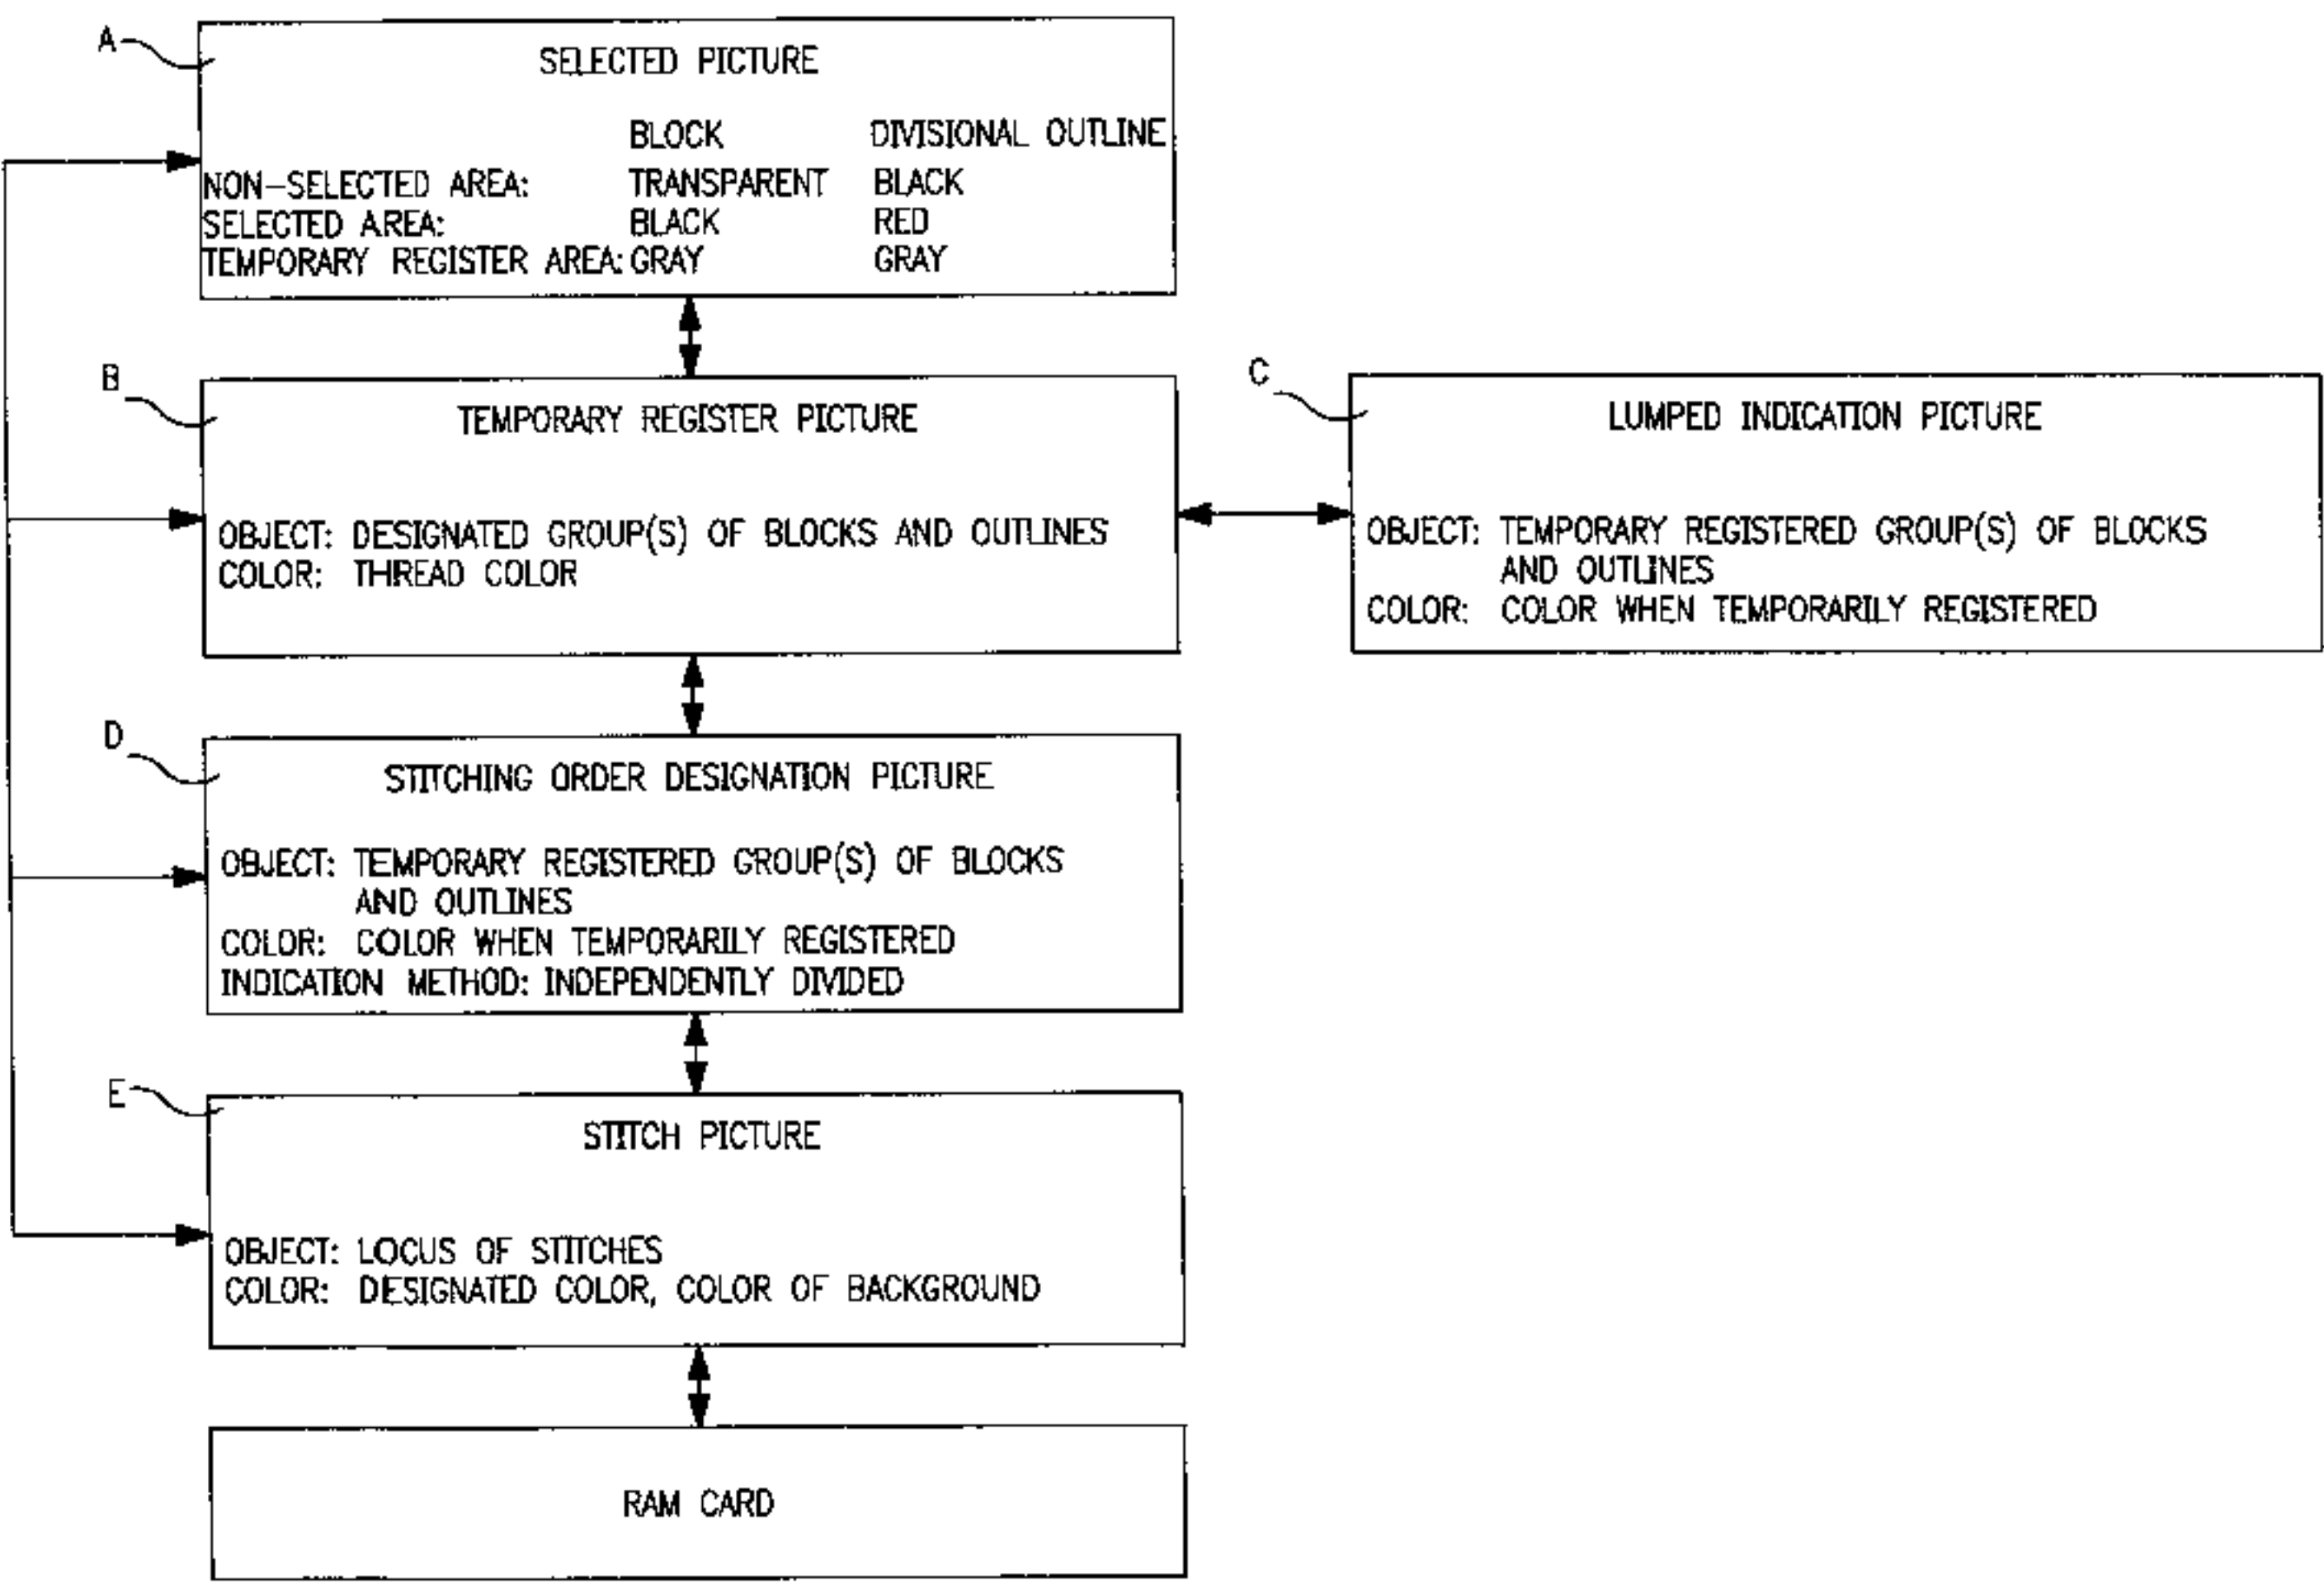 A
SELECTED PICTURE
BLOCK DIVISIONAL OUTLINE
NON-SELECTED AREA: TRANSPARENT BLACK
SELECTED AREA: BLACK RED
TEMPORARY REGISTER AREA: GRAY GRAY
B
TEMPORARY REGISTER PICTURE
OBJECT: DESIGNATED GROUP(S) OF BLOCKS AND OUTLINES
COLOR: THREAD COLOR
C
LUMPED INDICATION PICTURE
OBJECT: TEMPORARY REGISTERED GROUP(S) OF BLOCKS
AND OUTLINES
COLOR: COLOR WHEN TEMPORARILY REGISTERED
D
STITCHING ORDER DESIGNATION PICTURE
OBJECT: TEMPORARY REGISTERED GROUP(S) OF BLOCKS
AND OUTLINES
COLOR: COLOR WHEN TEMPORARILY REGISTERED
INDICATION METHOD: INDEPENDENTLY DIVIDED
E
STITCH PICTURE
OBJECT: LOCUS OF STITCHES
COLOR: DESIGNATED COLOR, COLOR OF BACKGROUND
RAM CARD